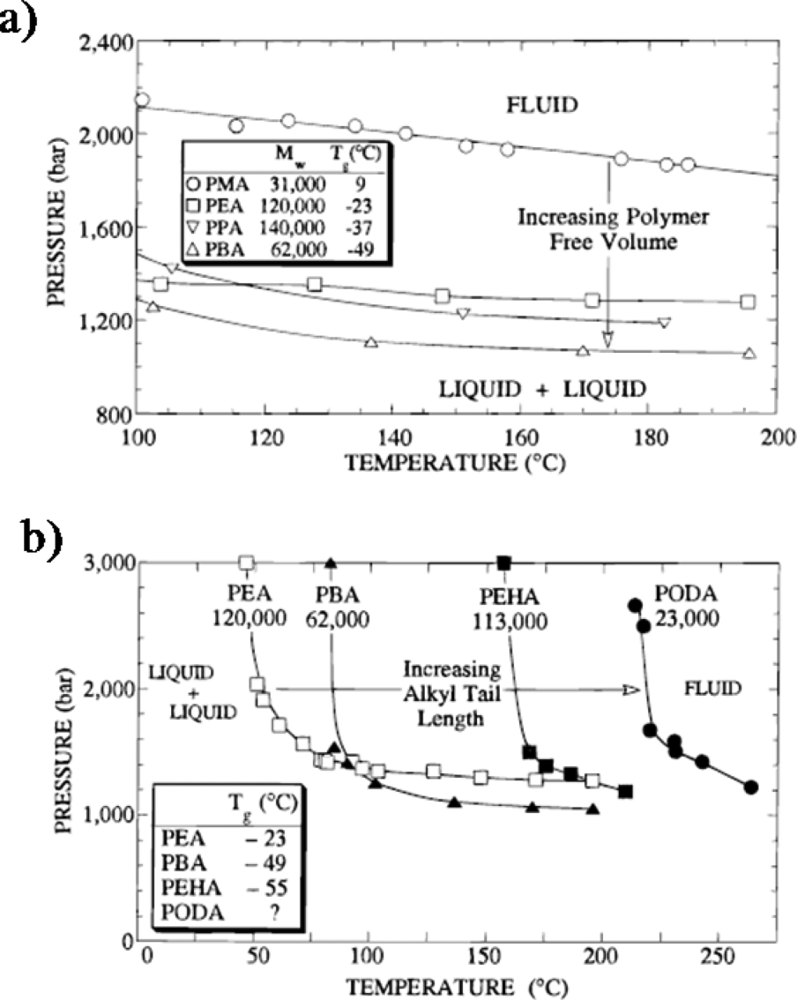 a)
2,400
2,000
1,600
1,200
800
PRESSURE (bar)
FLUID
M w T g (°C)
PMA 31,000 9
PEA 120,000 -23
PPA 140,000 -37
PBA 62,000 -49
Increasing Polymer
Free Volume
LIQUID + LIQUID
100 120 140 160 180 200
TEMPERATURE (°C)
b)
3,000
2,000
1,000
0
PRESSURE (bar)
PEA
120,000
PBA
62,000
PEHA
113,000
PODA
23,000
LIQUID
+
LIQUID
Increasing
Alkyl Tail
Length
FLUID
T g (°C)
PEA – 23
PBA – 49
PEHA – 55
PODA ?
0 50 100 150 200 250
TEMPERATURE (°C)